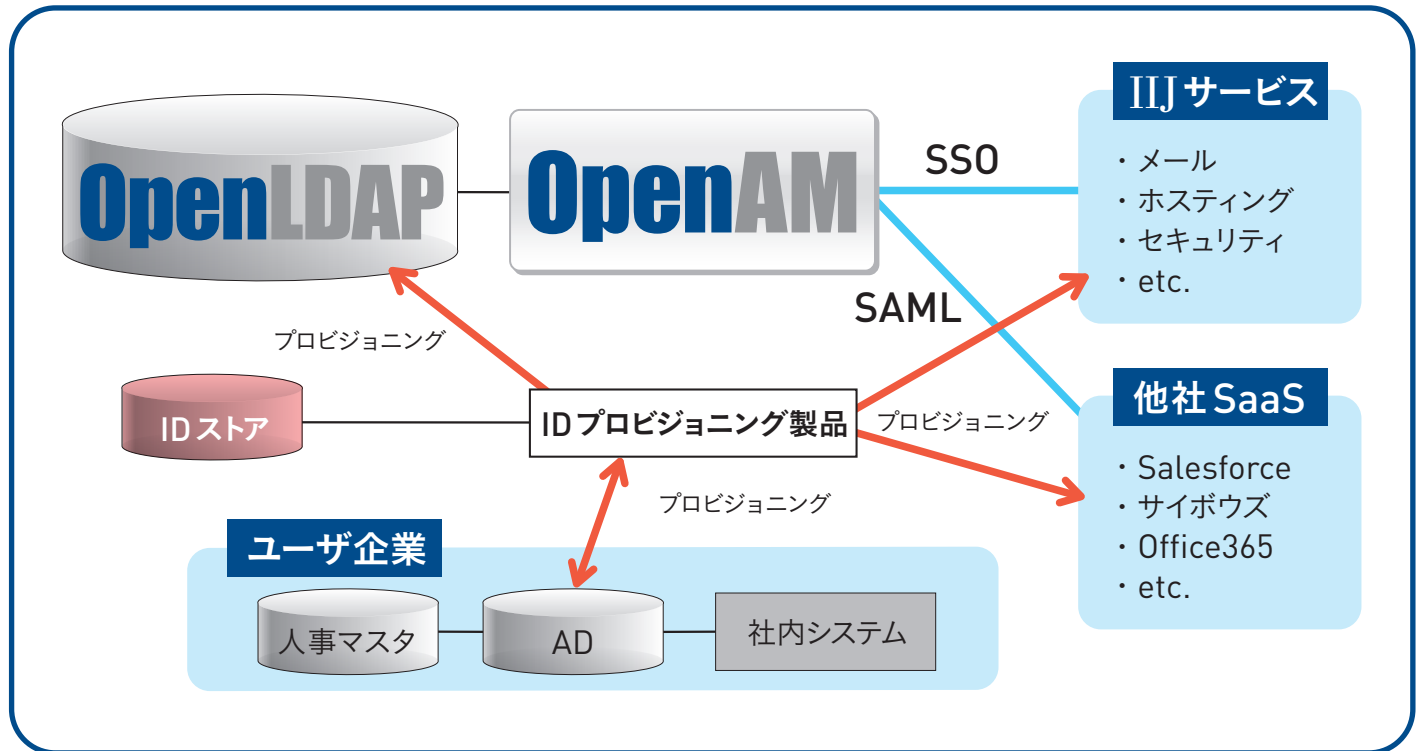 OpenLDAP
OpenAM
SSO
SAML
IIJ サービス
・メール
・ホスティング
・セキュリティ
・etc.
プロビジョニング
ID ストア
ID プロビジョニング製品
プロビジョニング
他社 SaaS
・Salesforce
・サイボウズ
・Office365
・etc.
プロビジョニング
ユーザ企業
人事マスタ
AD
社内システム